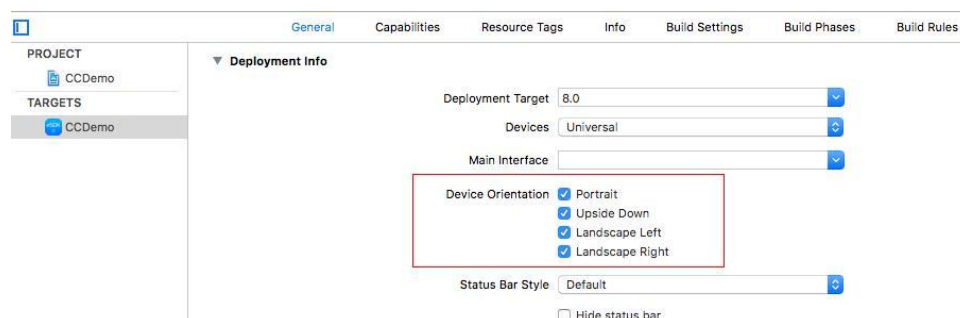 General Capabilities Resource Tags Info Build Settings Build Phases Build Rules
PROJECT
CCDemo
TARGETS
CCDemo
Deployment Info
Deployment Target 8.0
Devices Universal
Main Interface
Device Orientation Portrait
Upside Down
Landscape Left
Landscape Right
Status Bar Style Default
Hide status bar